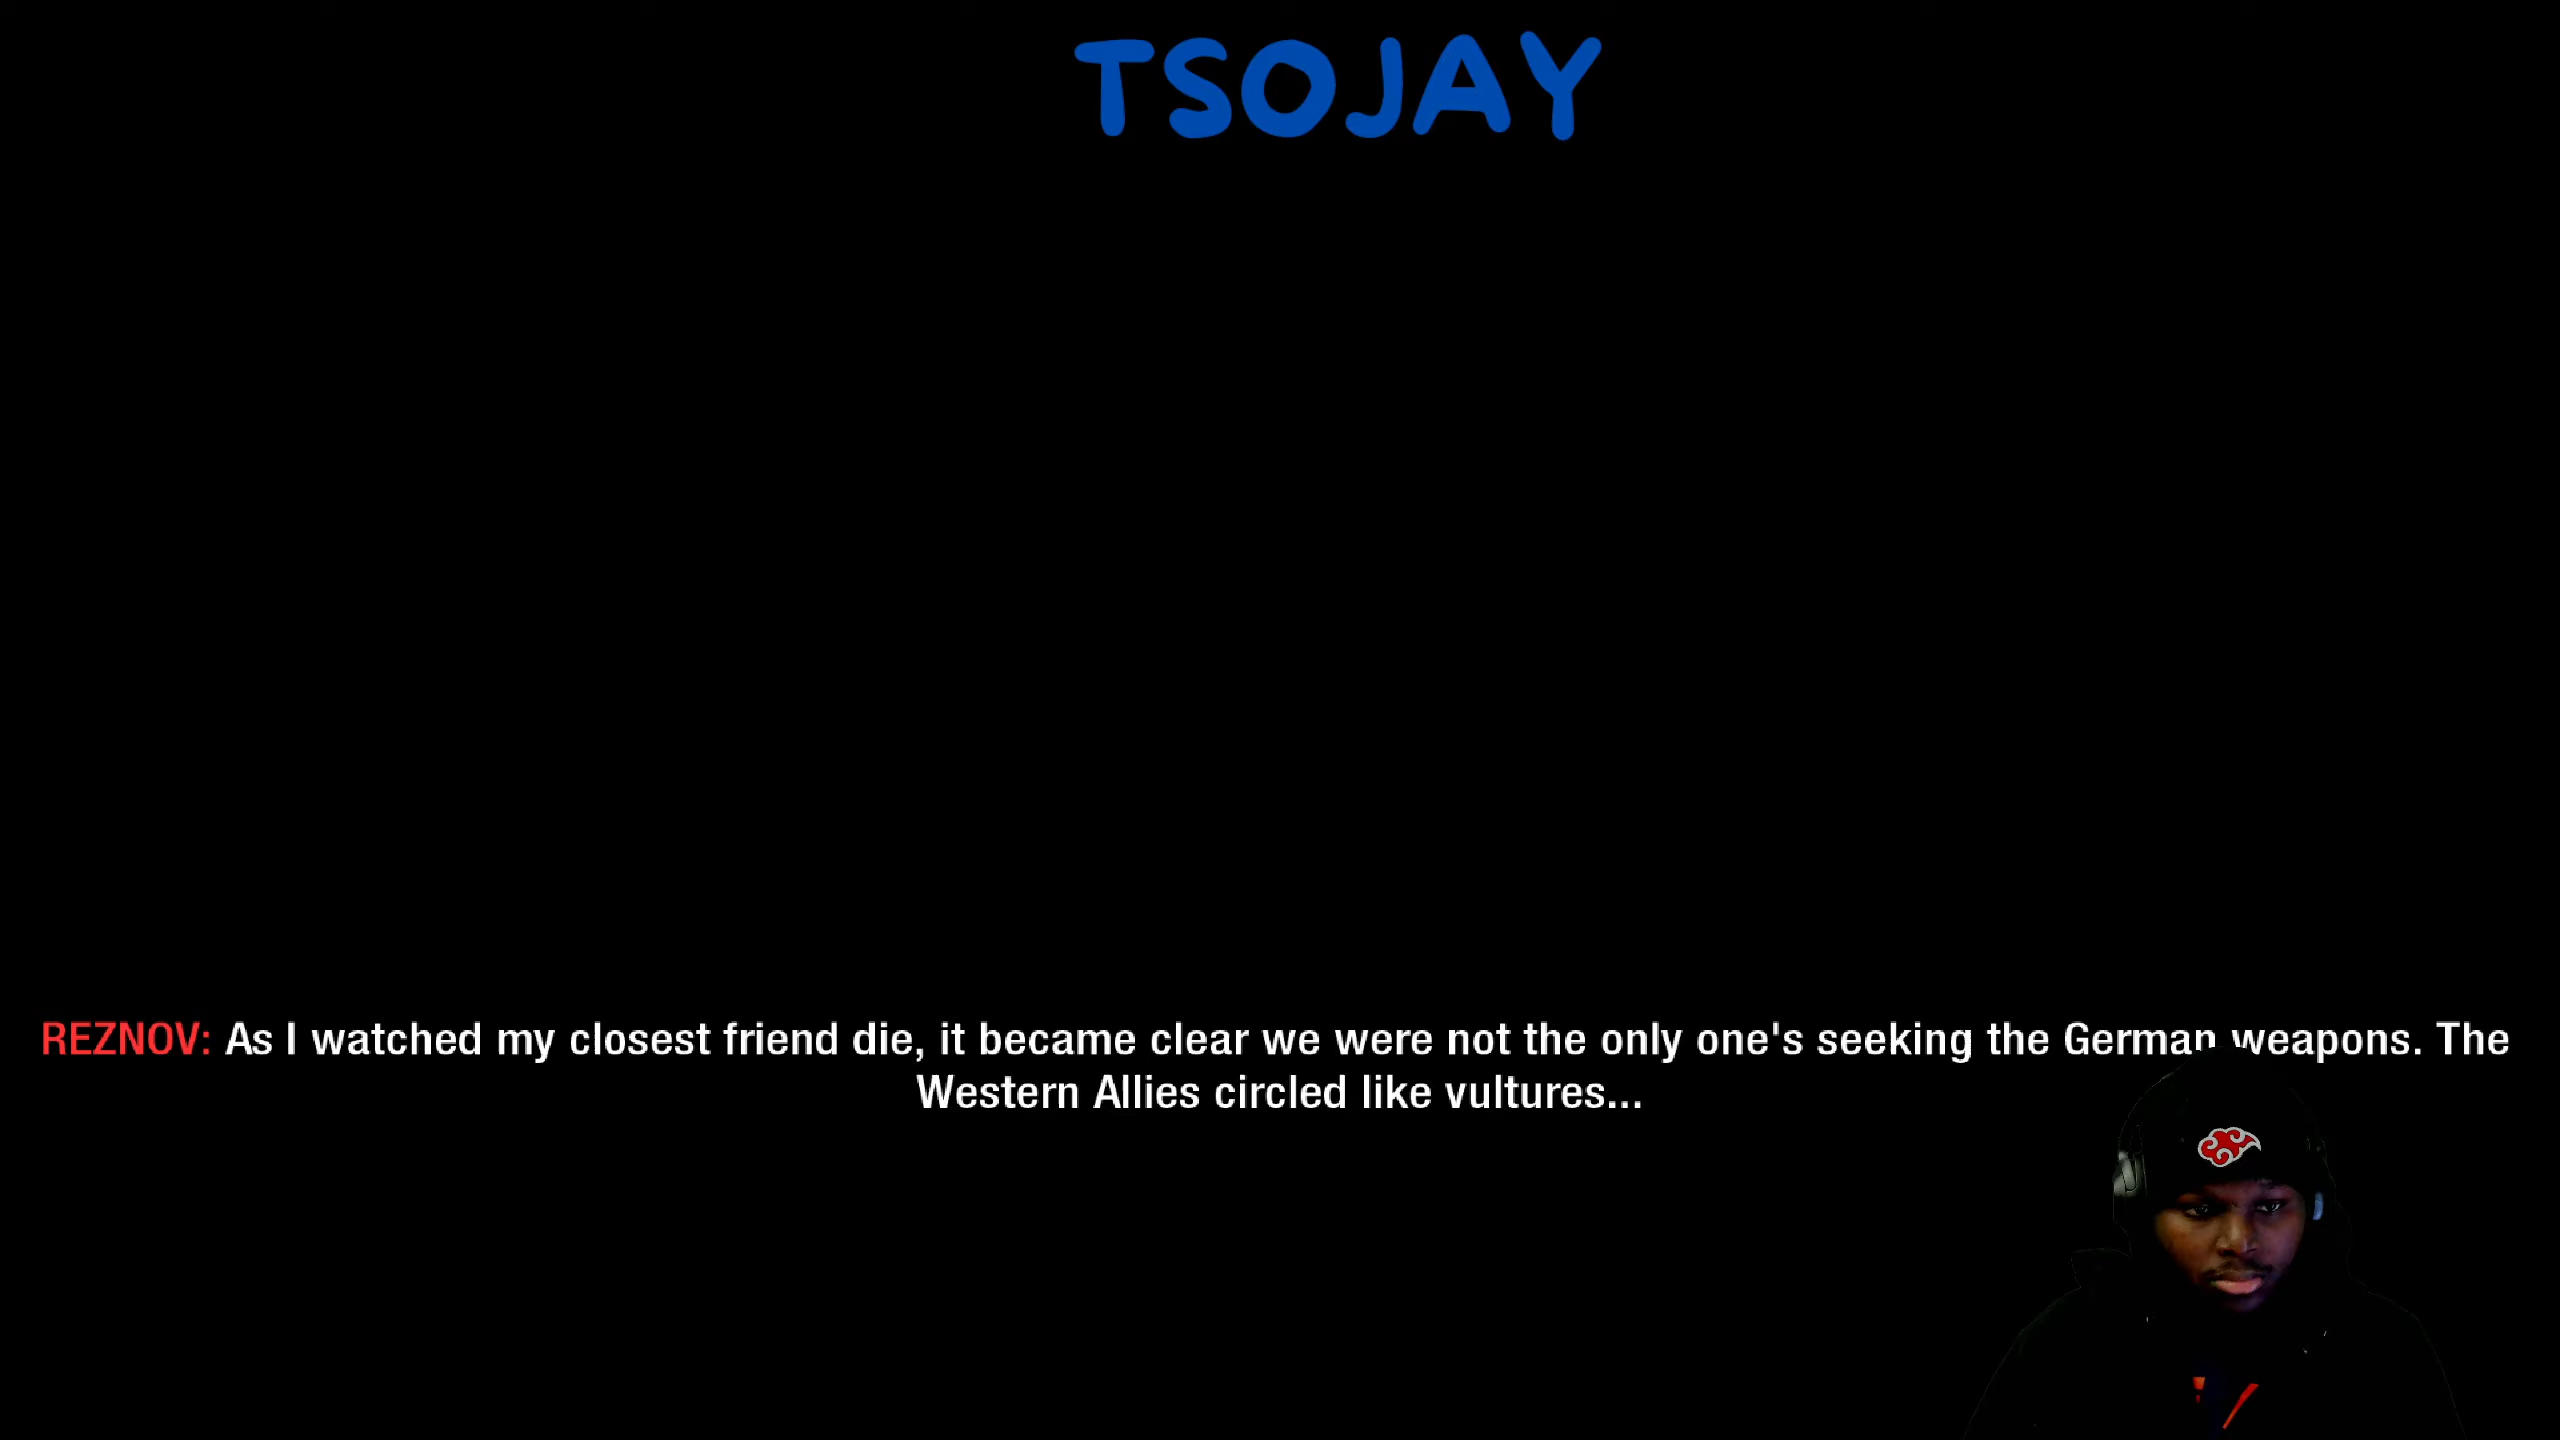 TSOJAY
REZNOV: As I watched my closest friend die, it became clear we were not the only one's seeking the German weapons. The
Western Allies circled like vultures...